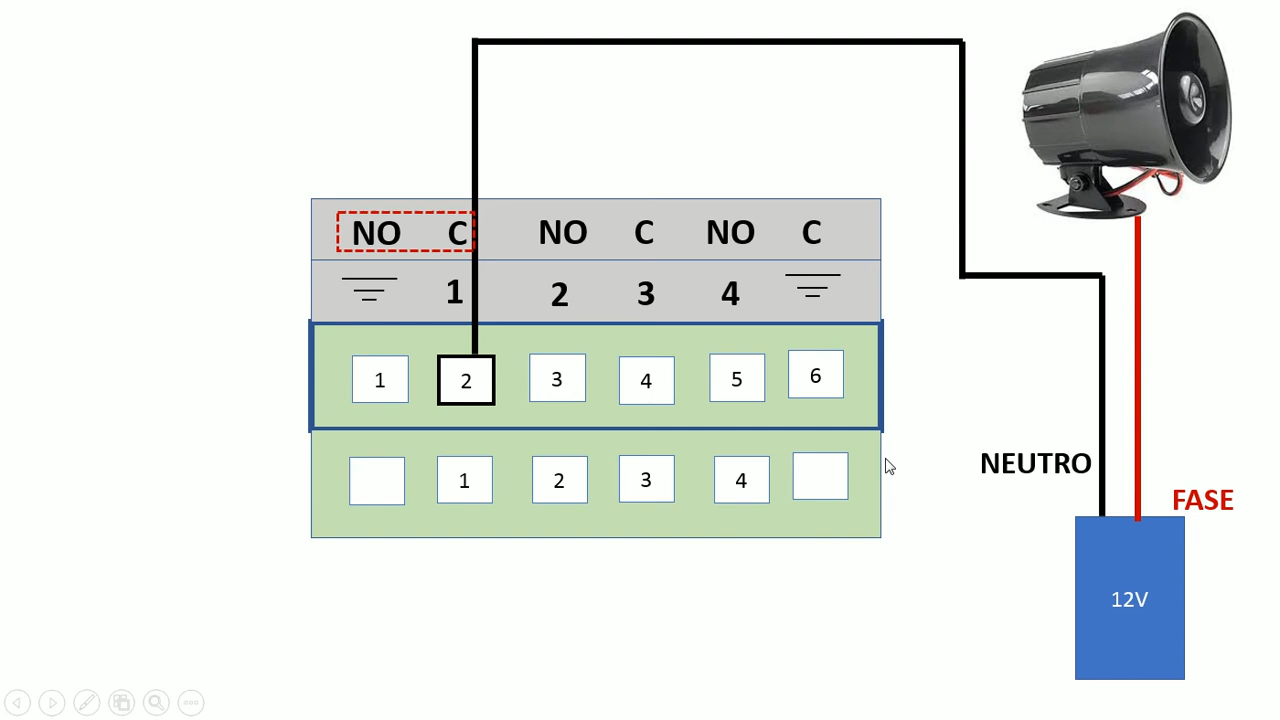 NO C NO C NO C
1 2 3 4
1 2 3 4 5 6
1 2 3 4
NEUTRO
FASE
12V